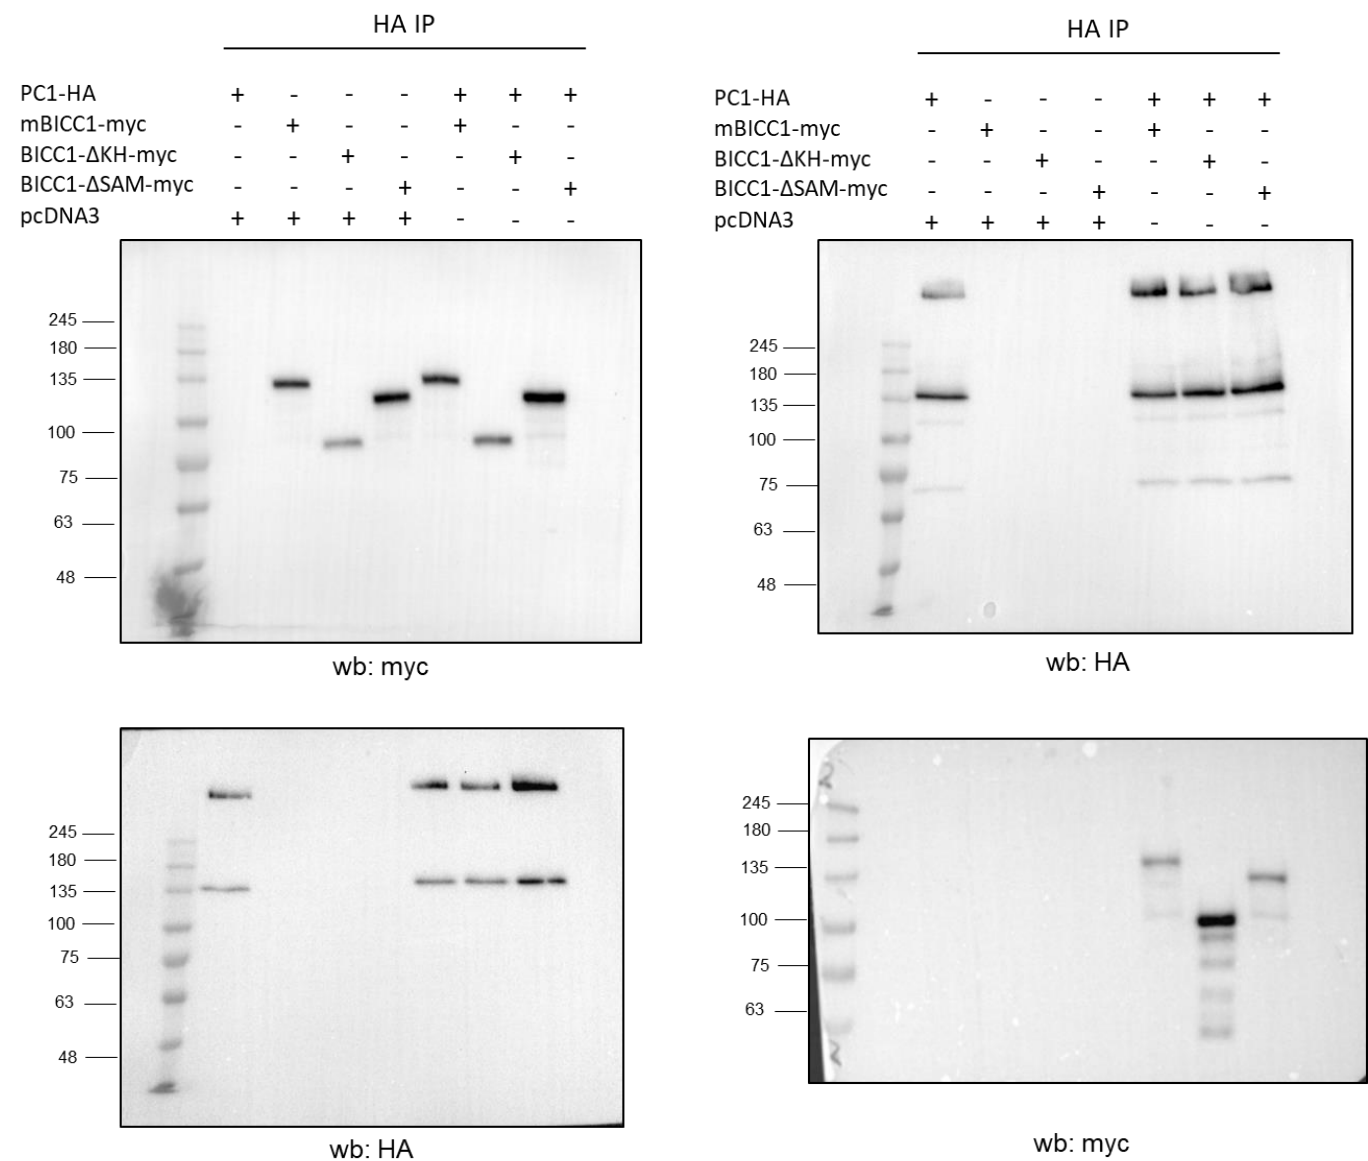 HA IP
PC1-HA + - - - + + +
mBICC1-myc - + - - + - -
BICC1-ΔKH-myc - - + - - + -
BICC1-ΔSAM-myc - - - + - - +
pcDNA3 + + + + - - -
245
180
135
100
75
63
48
wb: myc
HA IP
PC1-HA + - - - + + +
mBICC1-myc - + - - + - -
BICC1-ΔKH-myc - - + - - + -
BICC1-ΔSAM-myc - - - + - - +
pcDNA3 + + + + - - -
245
180
135
100
75
63
48
wb: HA
245
180
135
100
75
63
48
wb: HA
2
245
180
135
100
75
63
wb: myc